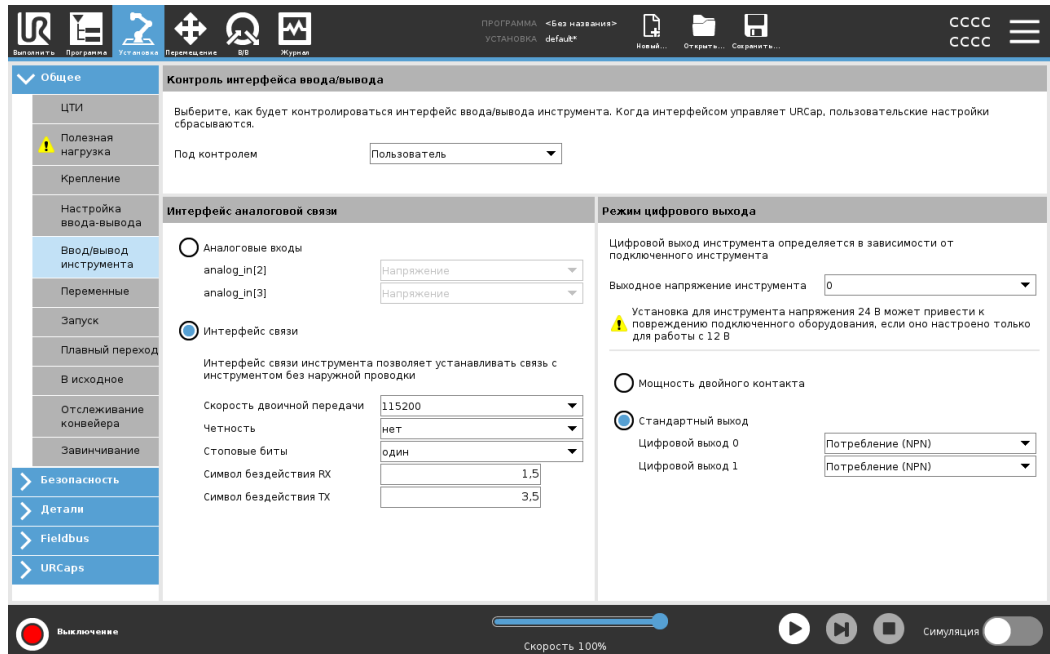 UR
Выполнить
Программа
Установка
Перемещение
В/В
Журнал
ПРОГРАММА <Без названия>
УСТАНОВКА default*
Новый...
Открыть...
Сохранить...
CCCC
CCCC
Общее
ЦТИ
Полезная
нагрузка
Крепление
Настройка
ввода-вывода
Ввод/вывод
инструмента
Переменные
Запуск
Плавный переход
В исходное
Отслеживание
конвейера
Завинчивание
Безопасность
Детали
Fieldbus
URCaps
Контроль интерфейса ввода/вывода
Выберите, как будет контролироваться интерфейс ввода/вывода инструмента. Когда интерфейсом управляет URCap, пользовательские настройки
сбрасываются.
Под контролем Пользователь
Интерфейс аналоговой связи
Аналоговые входы
analog_in[2] Напряжение
analog_in[3] Напряжение
Интерфейс связи
Интерфейс связи инструмента позволяет устанавливать связь с
инструментом без наружной проводки
Скорость двоичной передачи 115200
Четность нет
Стоповые биты один
Символ бездействия RX 1,5
Символ бездействия TX 3,5
Режим цифрового выхода
Цифровой выход инструмента определяется в зависимости от
подключенного инструмента
Выходное напряжение инструмента 0
Установка для инструмента напряжения 24 В может привести к
повреждению подключенного оборудования, если оно настроено только
для работы с 12 В
Мощность двойного контакта
Стандартный выход
Цифровой выход 0 Потребление (NPN)
Цифровой выход 1 Потребление (NPN)
Выключение
Скорость 100%
Симуляция